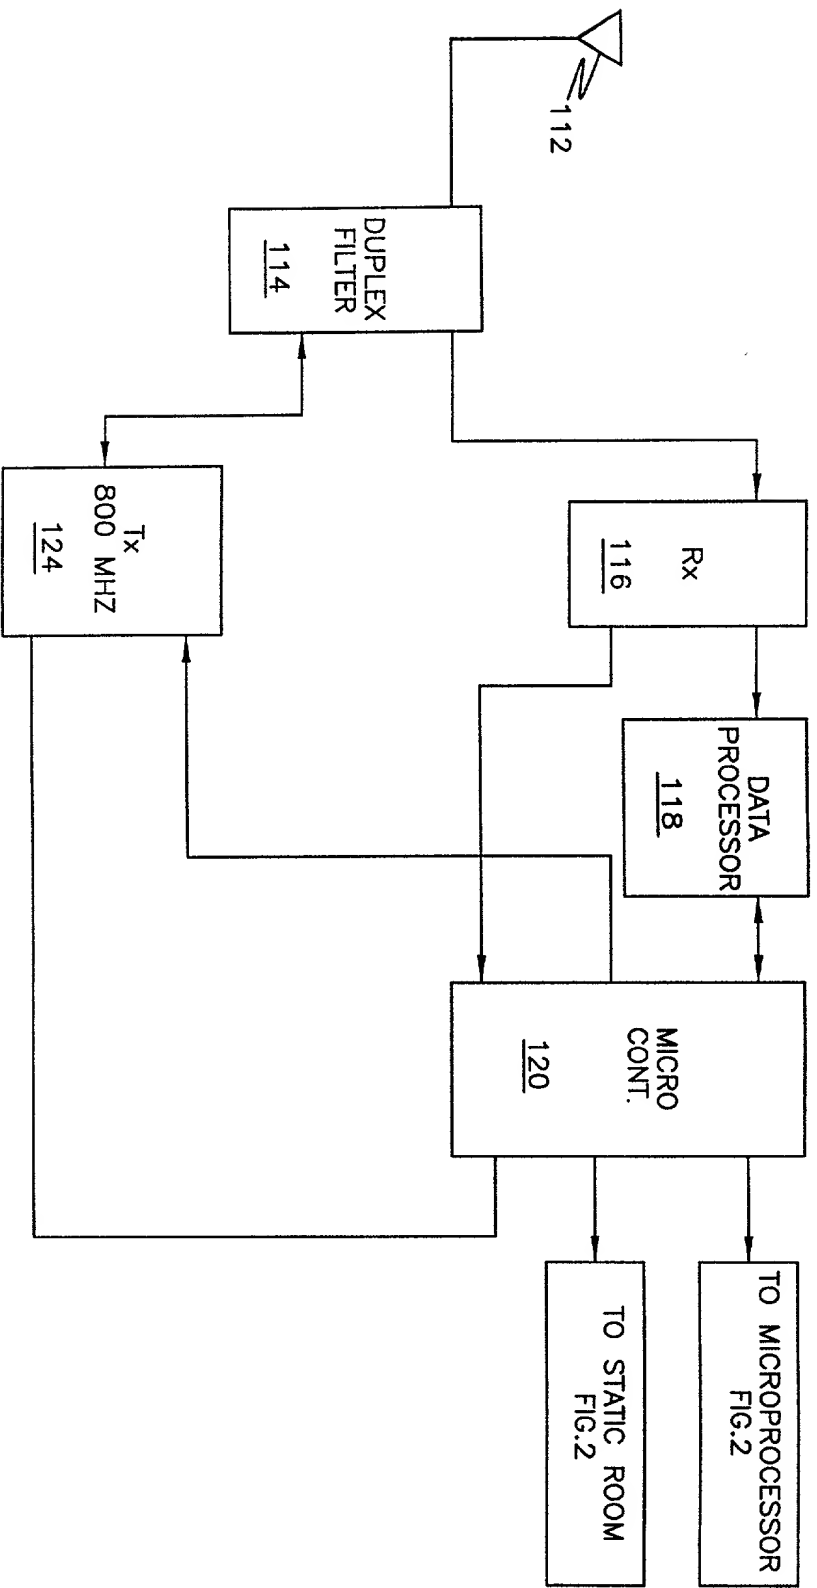 112
DUPLEX
FILTER
114
Rx
116
DATA
PROCESSOR
118
MICRO
CONT.
120
TO MICROPROCESSOR
FIG.2
TO STATIC ROOM
FIG.2
Tx
800 MHZ
124